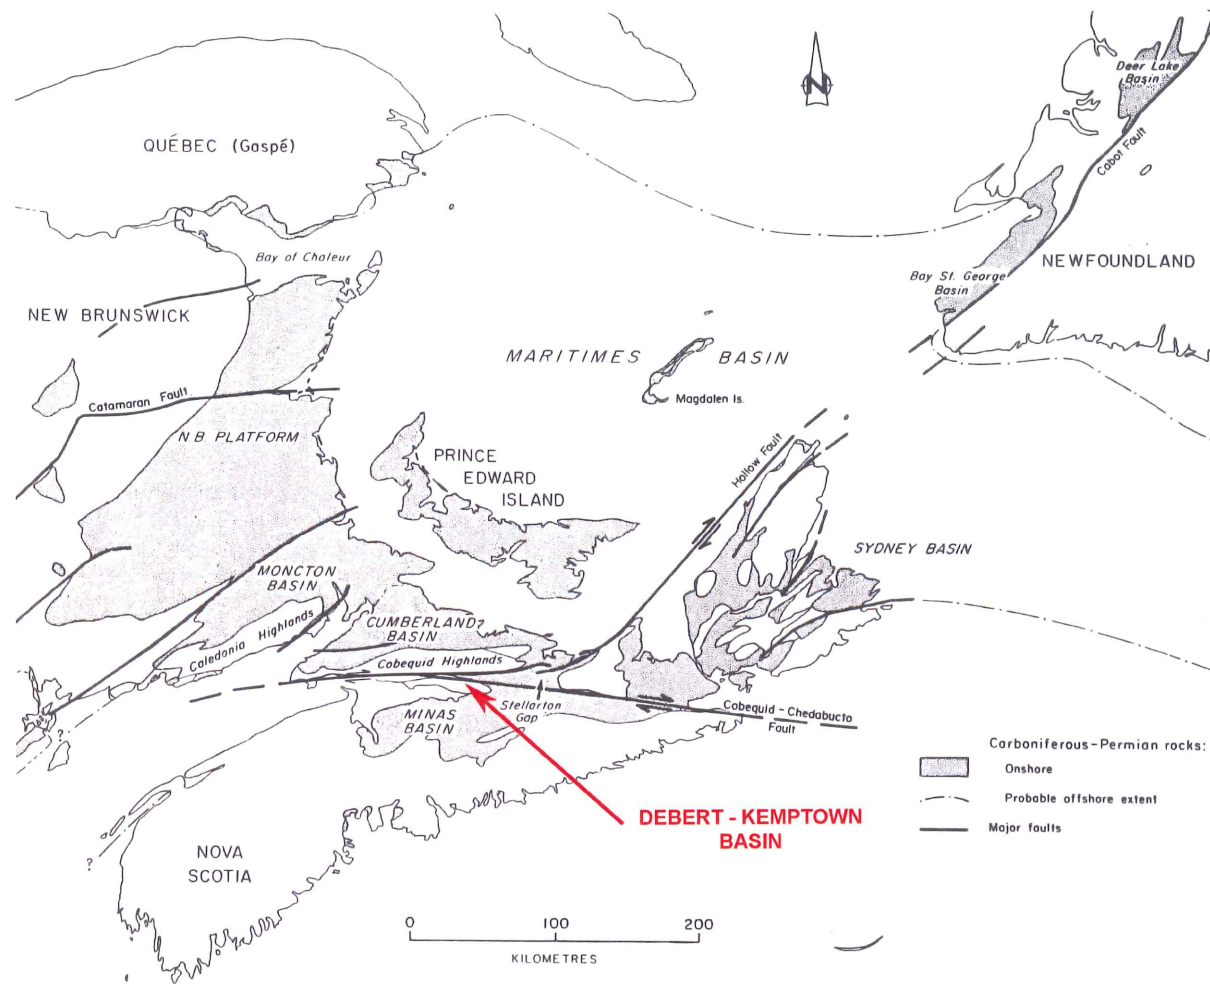 N
Deer Lake
Basin
Cabot Fault
QUÉBEC (Gaspé)
Bay of Chaleur
NEW BRUNSWICK
Bay St. George
Basin
NEWFOUNDLAND
MARITIMES BASIN
Magdalen Is.
Catamaran Fault
N.B. PLATFORM
PRINCE
EDWARD
ISLAND
Hollow Fault
SYDNEY BASIN
MONCTON
BASIN
Caledonia Highlands
CUMBERLAND?
BASIN
Cobequid Highlands
Stellarton
Gap
MINAS
BASIN
Cobequid - Chedabucto
Fault
?
?
DEBERT - KEMPTOWN
BASIN
NOVA
SCOTIA
Carboniferous-Permian rocks:
Onshore
Probable offshore extent
Major faults
0 100 200
KILOMETRES